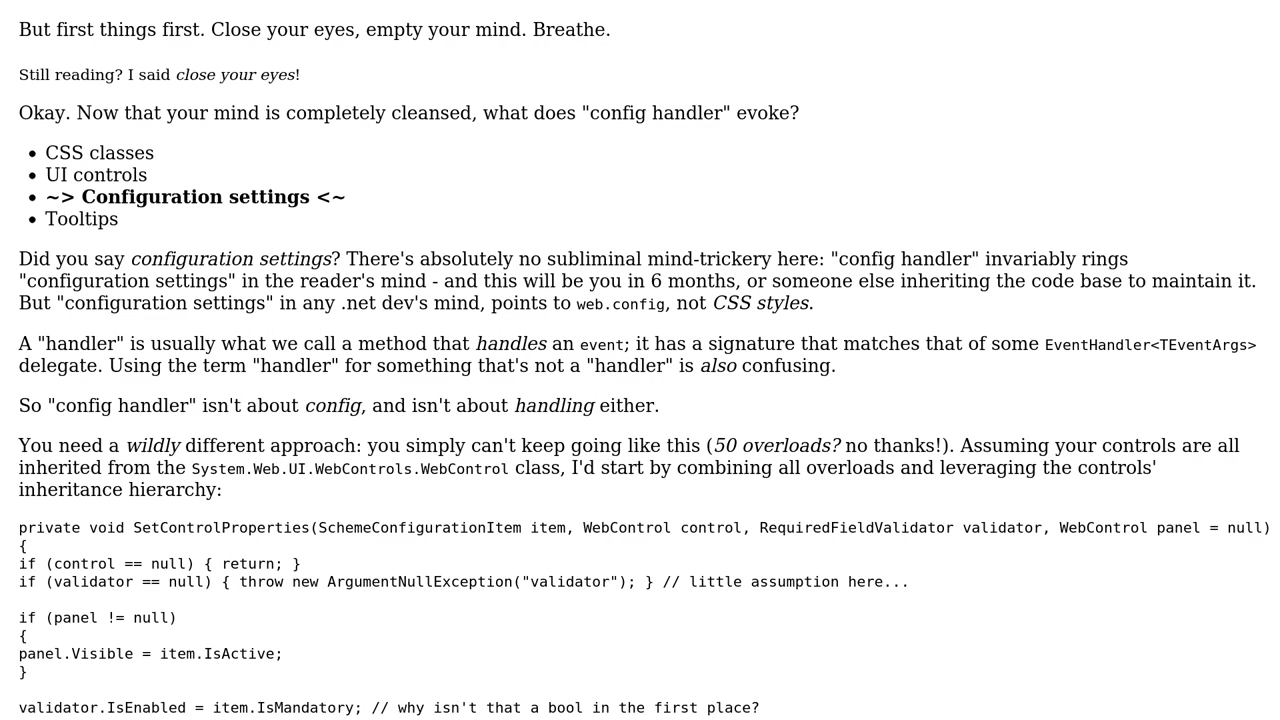 But first things first. Close your eyes, empty your mind. Breathe.
Still reading? I said close your eyes!
Okay. Now that your mind is completely cleansed, what does "config handler" evoke?
• CSS classes
• UI controls
• ~> Configuration settings <~
• Tooltips
Did you say configuration settings? There's absolutely no subliminal mind-trickery here: "config handler" invariably rings
"configuration settings" in the reader's mind - and this will be you in 6 months, or someone else inheriting the code base to maintain it.
But "configuration settings" in any .net dev's mind, points to web.config, not CSS styles.
A "handler" is usually what we call a method that handles an event; it has a signature that matches that of some EventHandler<TEventArgs>
delegate. Using the term "handler" for something that's not a "handler" is also confusing.
So "config handler" isn't about config, and isn't about handling either.
You need a wildly different approach: you simply can't keep going like this (50 overloads? no thanks!). Assuming your controls are all
inherited from the System.Web.UI.WebControls.WebControl class, I'd start by combining all overloads and leveraging the controls'
inheritance hierarchy:
private void SetControlProperties(SchemeConfigurationItem item, WebControl control, RequiredFieldValidator validator, WebControl panel = null)
{
if (control == null) { return; }
if (validator == null) { throw new ArgumentNullException("validator"); } // little assumption here...
if (panel != null)
{
panel.Visible = item.IsActive;
}
validator.IsEnabled = item.IsMandatory; // why isn't that a bool in the first place?